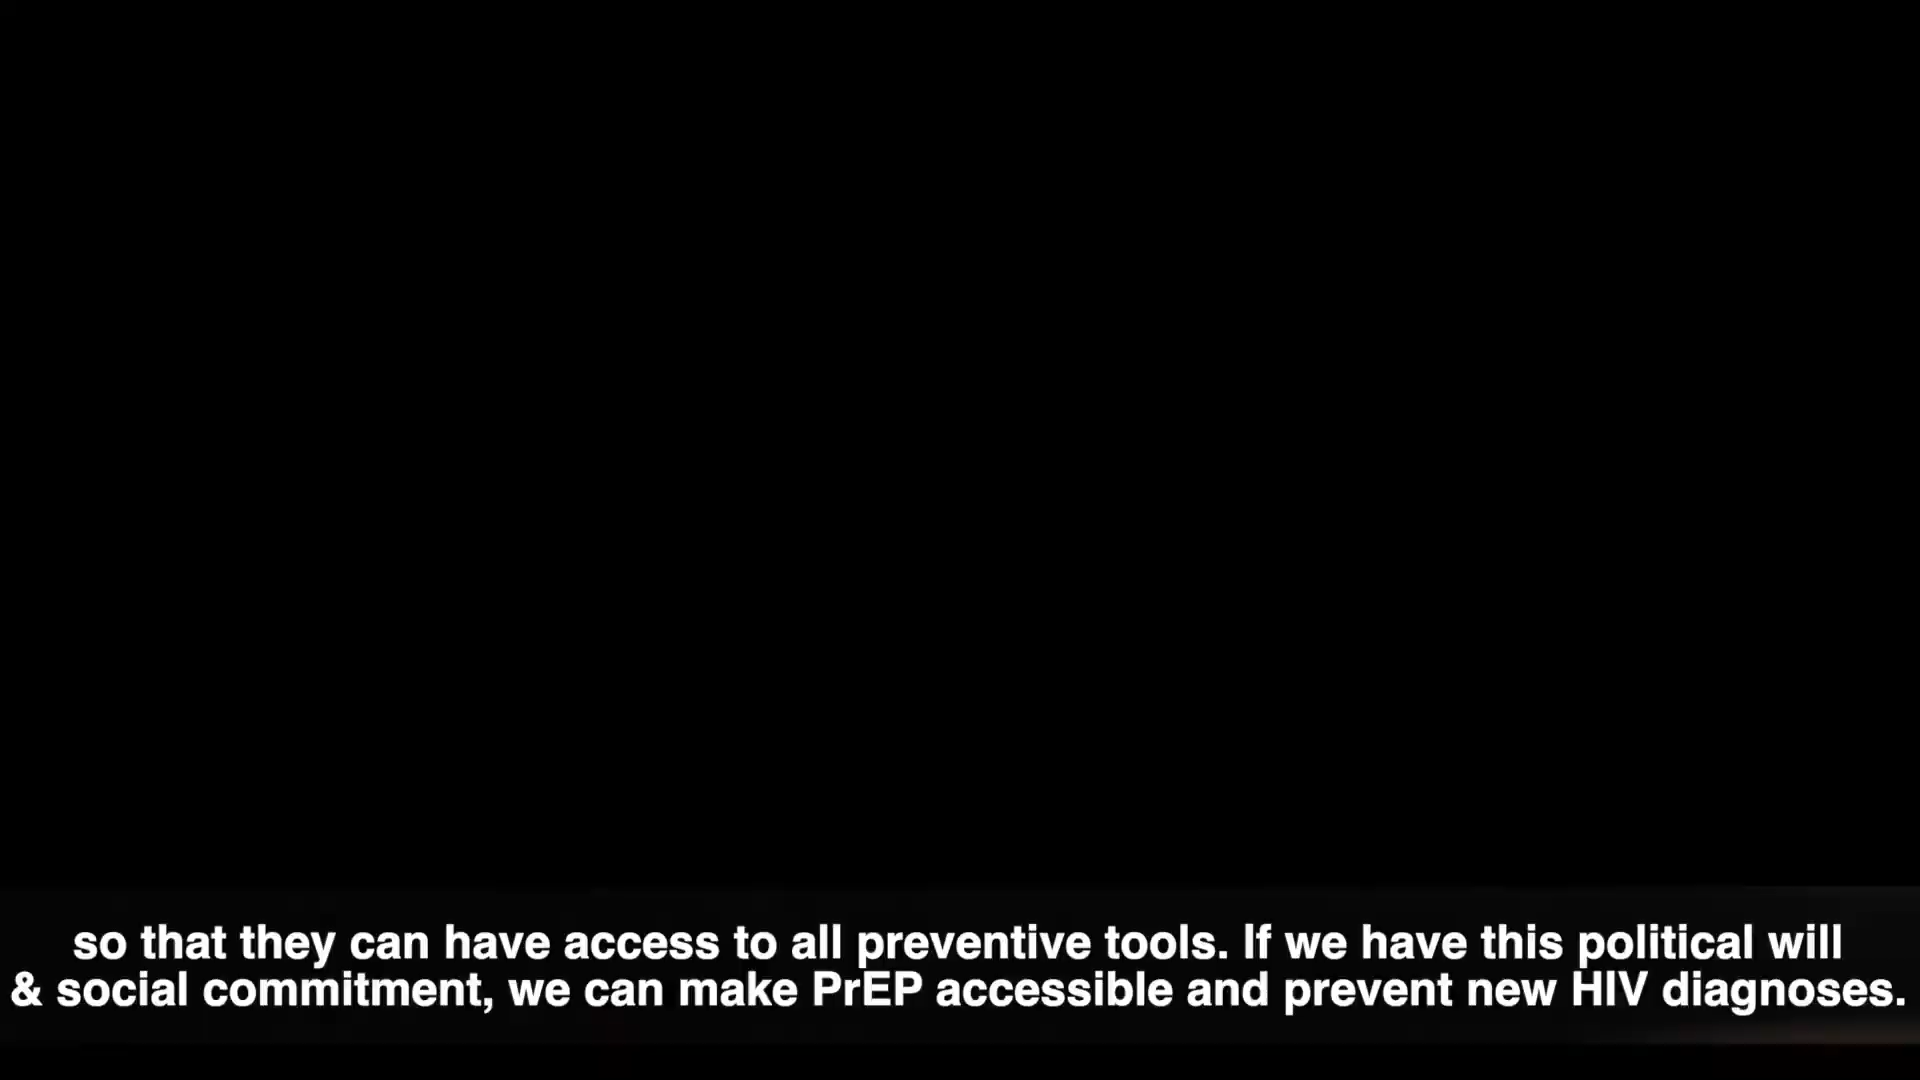 so that they can have access to all preventive tools. If we have this political will
& social commitment, we can make PrEP accessible and prevent new HIV diagnoses.